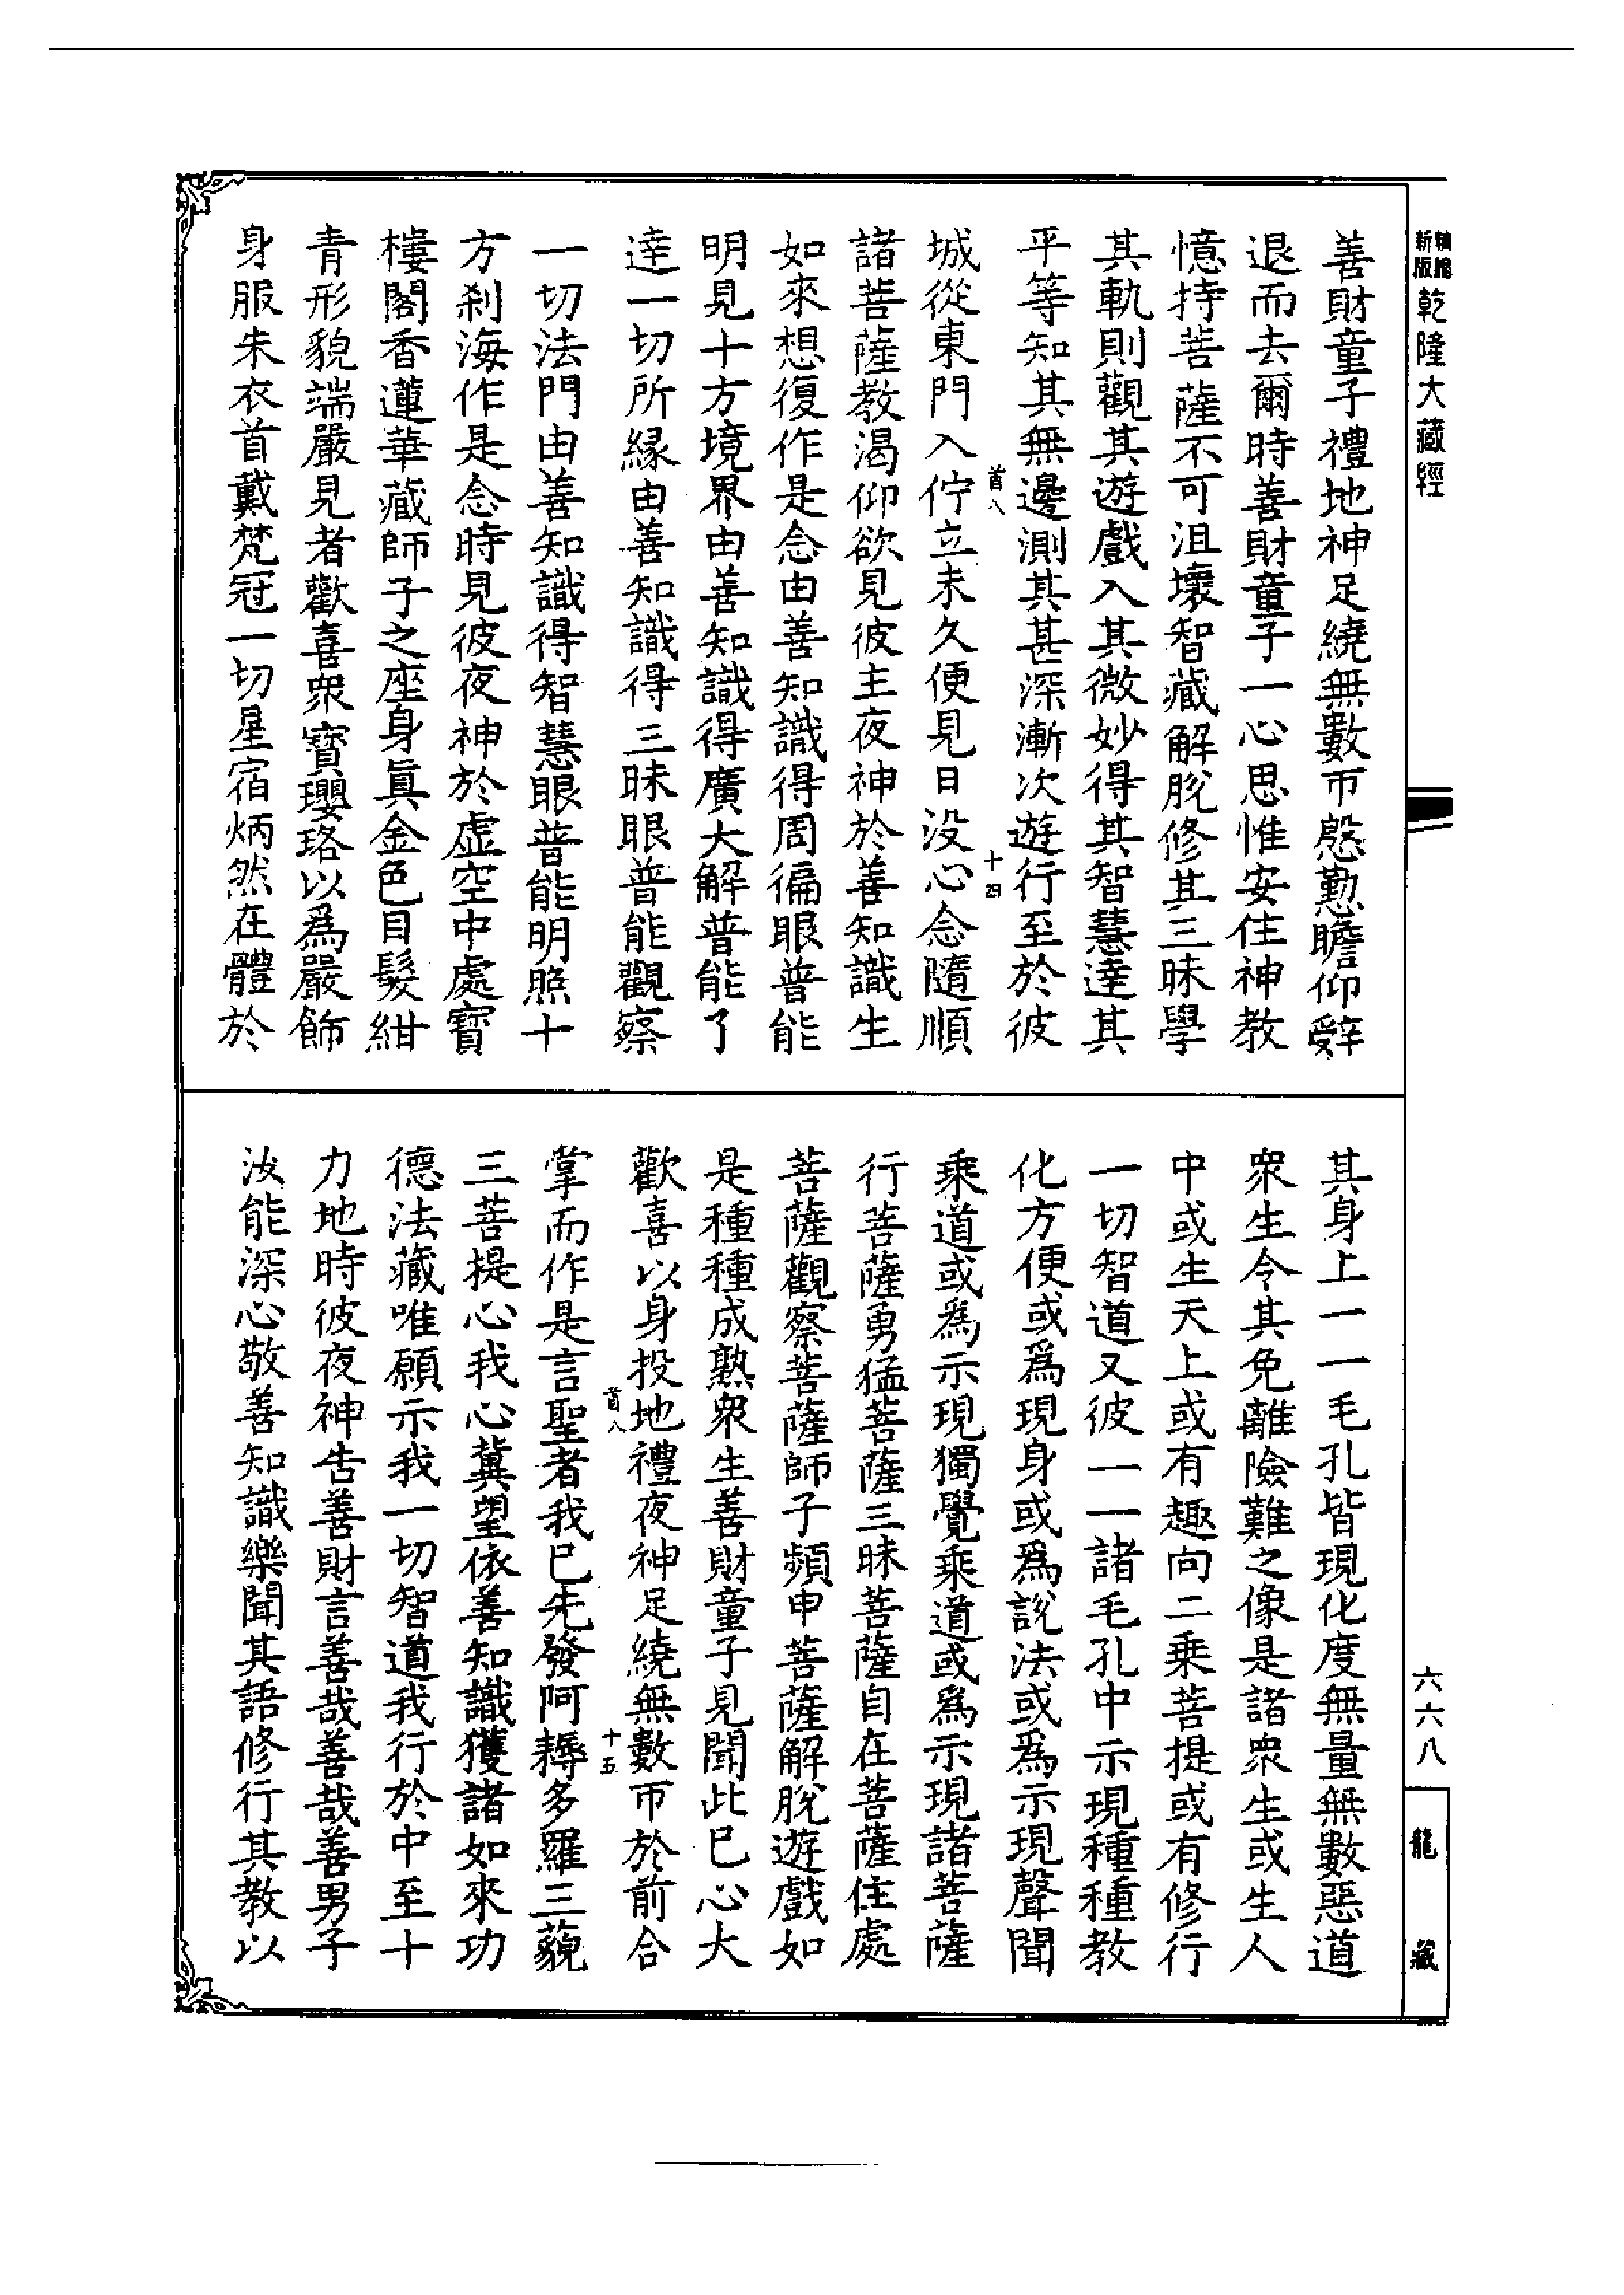 新版
精縮
乾隆大藏經
六六八
龍藏
善財童子禮地神足繞無數帀慇懃瞻仰辤
退而去爾時善財童子一心思惟安住神教
憶持菩薩不可沮壞智藏解脫修其三昧學
其軌則觀其遊戲入其微妙得其智慧達其
平等知其無邊測其甚深漸次遊行至於彼
首八
十四
城從東門入佇立未久便見日没心念隨順
諸菩薩教渴仰欲見彼主夜神於善知識生
如來想復作是念由善知識得周徧眼普能
明見十方境界由善知識得廣大解普能了
達一切所緣由善知識得三昧眼普能觀察
一切法門由善知識得智慧眼普能明照十
方刹海作是念時見彼夜神於虛空中處寶
樓閣香蓮華藏師子之座身真金色目髮紺
青形貌端嚴見者歡喜眾寶瓔珞以為嚴飾
身服朱衣首戴梵冠一切星宿炳然在體於
其身上一一毛孔皆現化度無量無數惡道
眾生令其免離險難之像是諸眾生或生人
中或生天上或有趣向二乘菩提或有修行
一切智道又彼一一諸毛孔中示現種種教
化方便或為現身或為說法或為示現聲聞
乘道或為示現獨覺乘道或為示現諸菩薩
行菩薩勇猛菩薩三昧菩薩自在菩薩住處
菩薩觀察菩薩師子頻申菩薩解脫遊戲如
是種種成熟眾生善財童子見聞此已心大
歡喜以身投地禮夜神足繞無數帀於前合
首八
十五
掌而作是言聖者我已先發阿耨多羅三藐
三菩提心我心冀望依善知識獲諸如來功
德法藏唯願示我一切智道我行於中至十
力地時彼夜神告善財言善哉善哉善男子
汝能深心敬善知識樂聞其語修行其教以